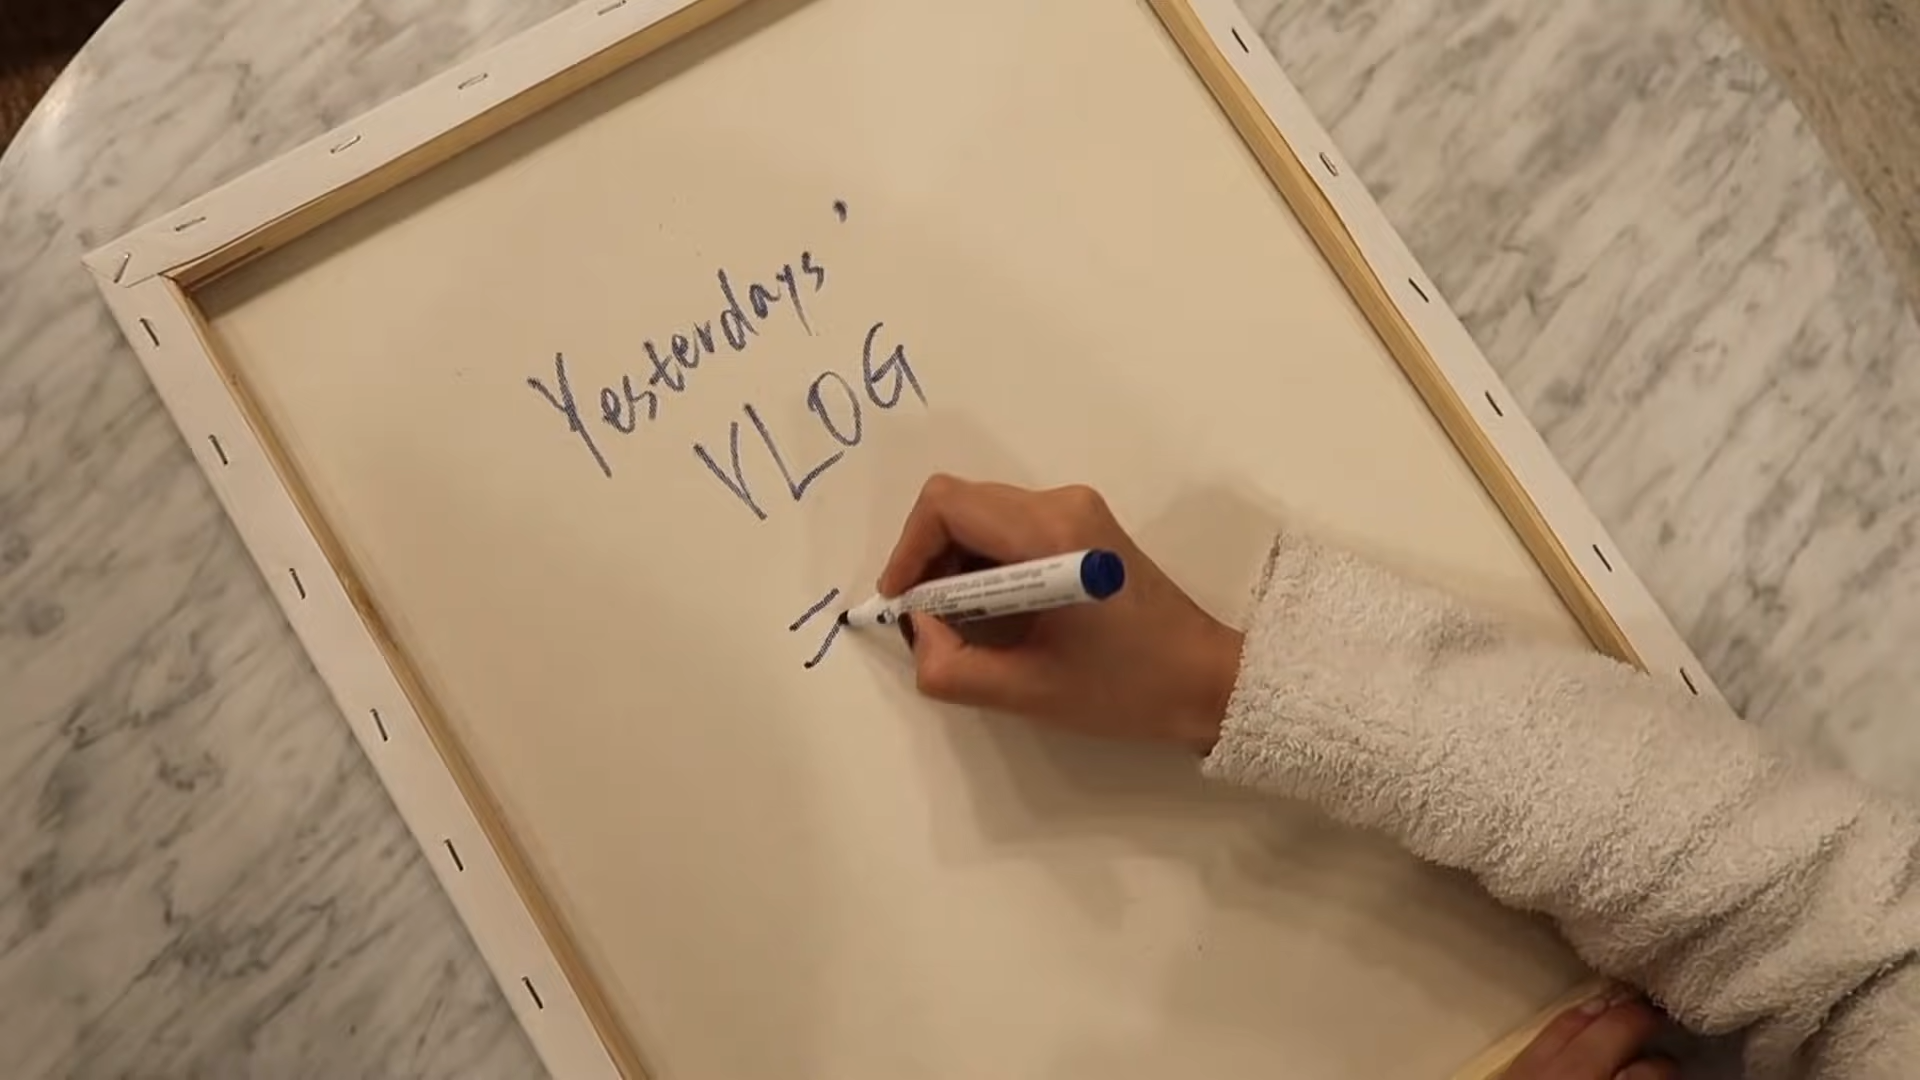 Yesterdays'
VLOG
=